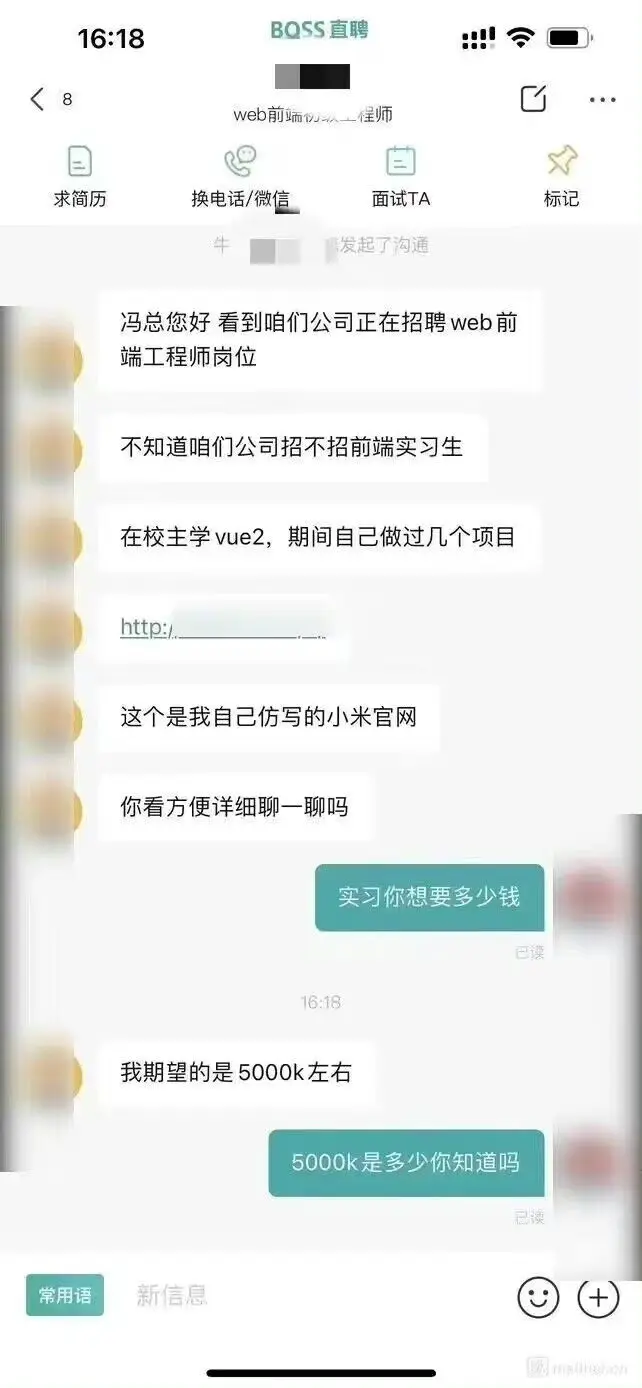 16:18
BOSS直聘
8
web前端初级工程师
求简历
换电话/微信
面试TA
标记
牛
发起了沟通
冯总您好 看到咱们公司正在招聘web前
端工程师岗位
不知道咱们公司招不招前端实习生
在校主学vue2，期间自己做过几个项目
http:/
这个是我自己仿写的小米官网
你看方便详细聊一聊吗
实习你想要多少钱
已读
16:18
我期望的是5000k左右
5000k是多少你知道吗
已读
常用语
新信息